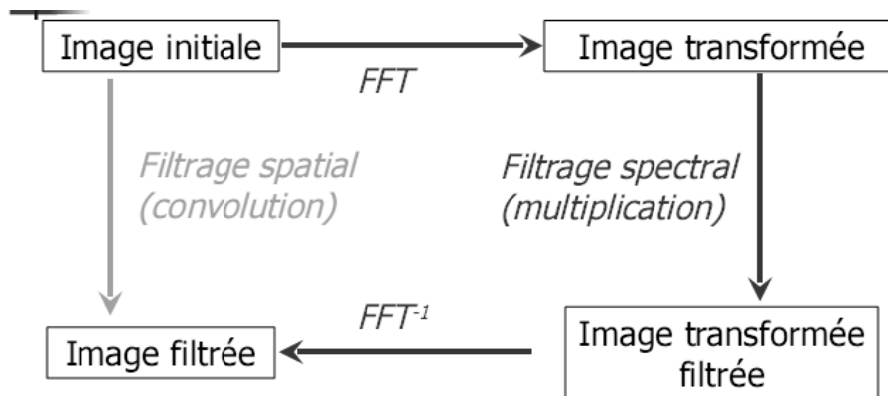 Image initiale
FFT
Image transformée
Filtrage spatial
(convolution)
Filtrage spectral
(multiplication)
Image filtrée
FFT-1
Image transformée
filtrée